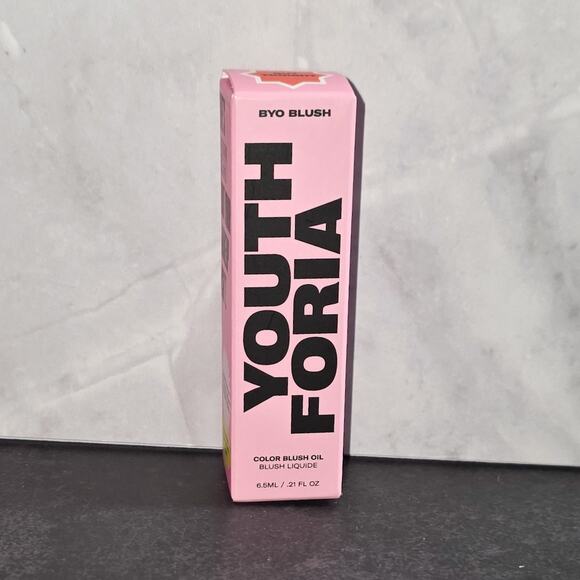 BYO BLUSH
YOUTH
FORIA
COLOR BLUSH OIL
BLUSH LIQUIDE
6.5ML / .21 FL OZ